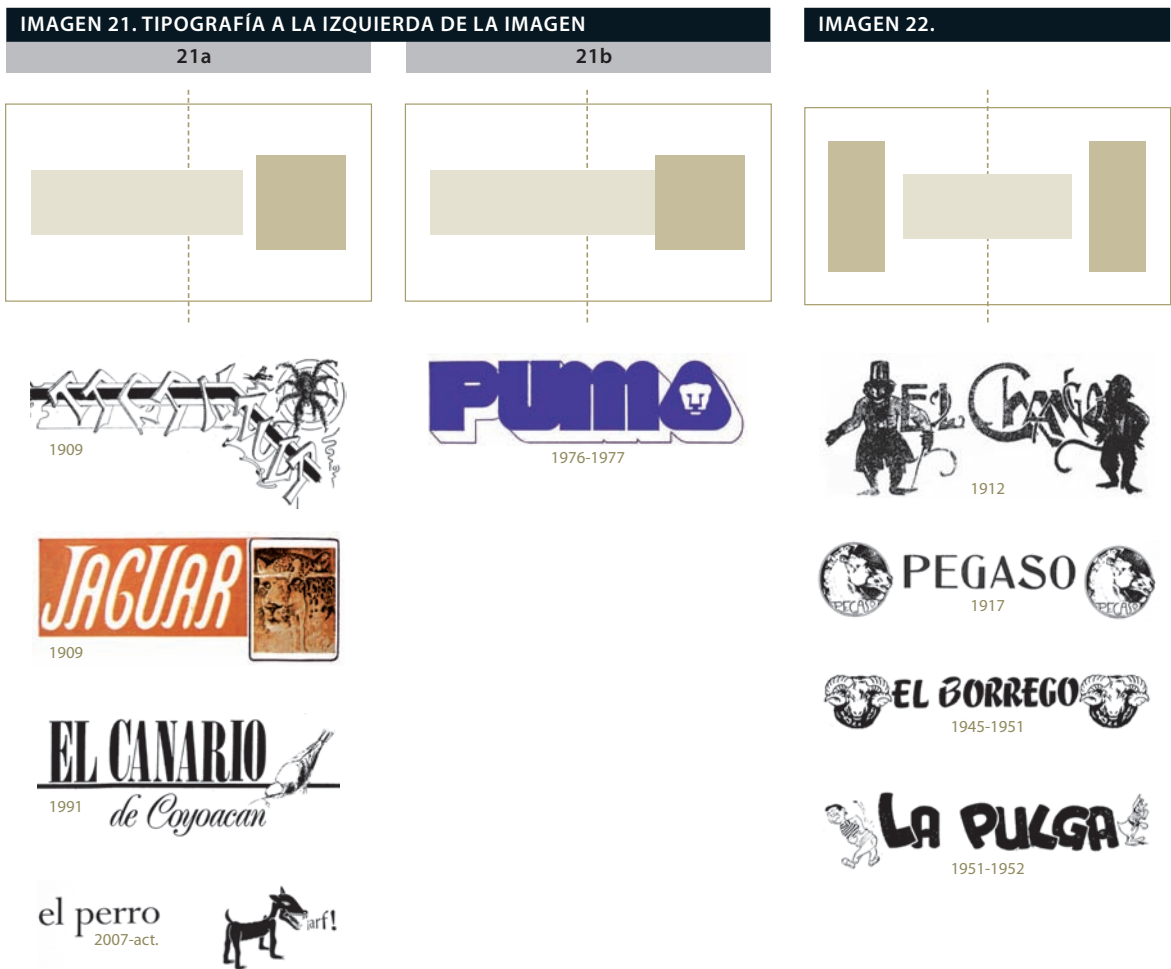 IMAGEN 21. TIPOGRAFÍA A LA IZQUIERDA DE LA IMAGEN
21a
21b
1909
JAGUAR
1909
EL CANARIO
de Coyoacan
1991
el perro
arf!
2007-act.
PUMA
1976-1977
IMAGEN 22.
EL CHANGO
1912
PEGASO
PEGASO
PEGASO
1917
EL BORREGO
1945-1951
LA PULGA
1951-1952